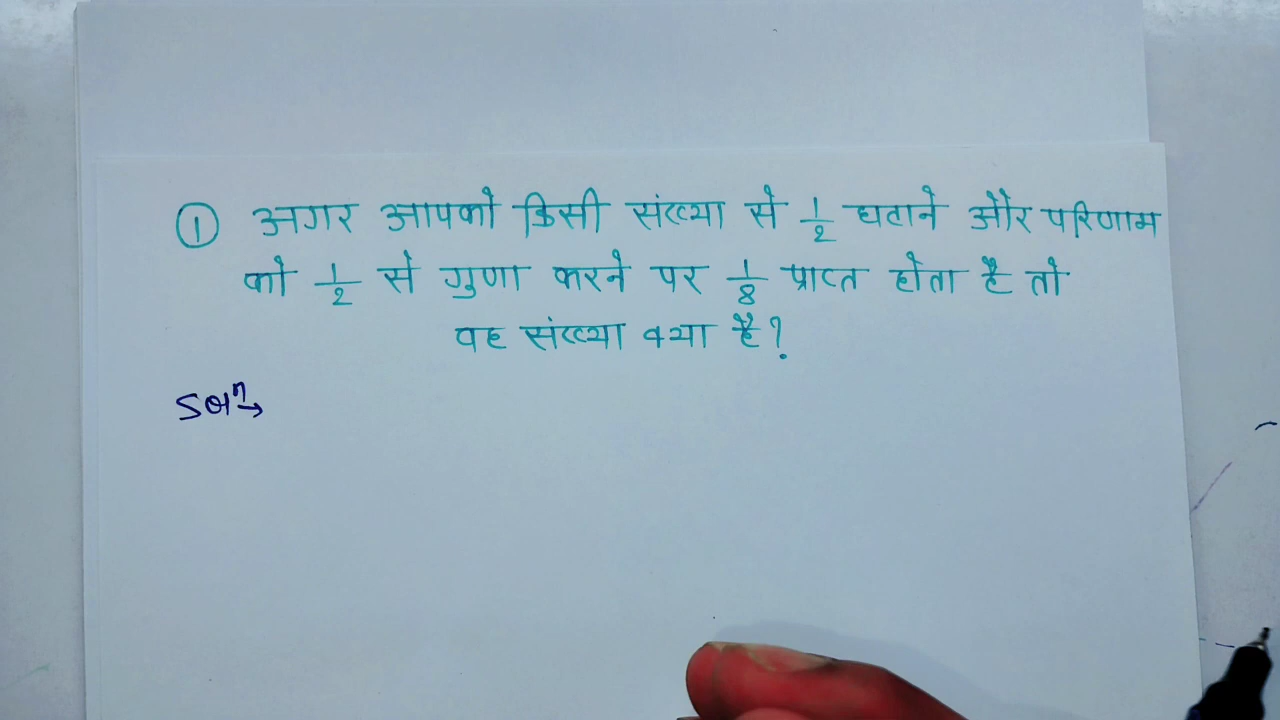 ① अगर आपको किसी संख्या से 1/2 घटाने और परिणाम
को 1/2 से गुणा करने पर 1/8 प्राप्त होता है तो
वह संख्या क्या है?
Solⁿ→